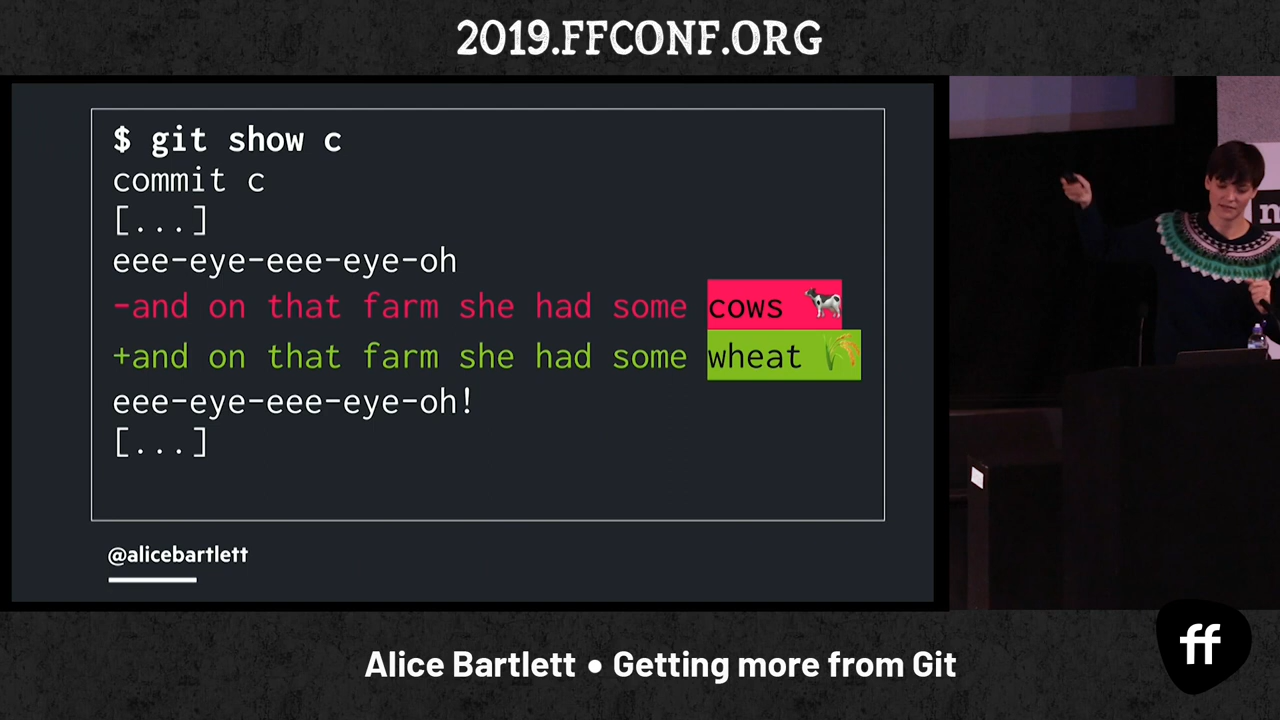 2019.FFCONF.ORG
$ git show c
commit c
[...]
eee-eye-eee-eye-oh
-and on that farm she had some cows 🐄
+and on that farm she had some wheat 🌾
eee-eye-eee-eye-oh!
[...]
@alicebartlett
m
Alice Bartlett • Getting more from Git
ff